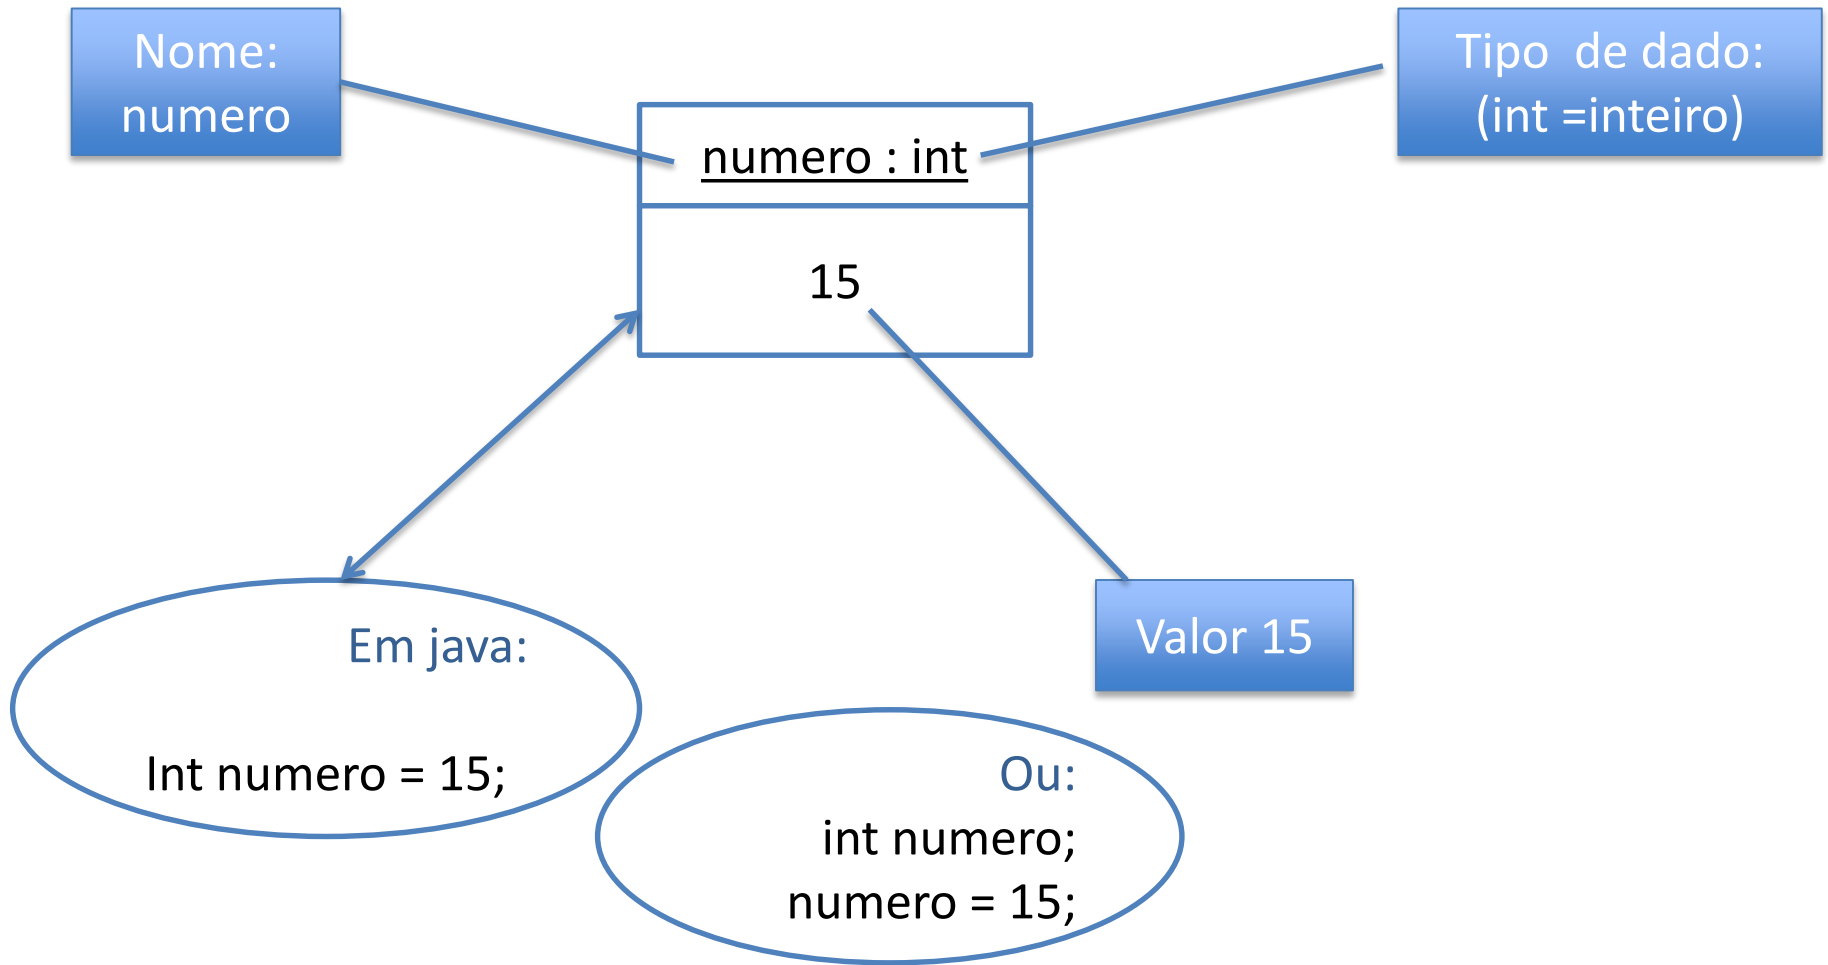 Nome:
numero
Tipo  de dado:
(int =inteiro)
numero : int
15
Em java:
Int numero = 15;
Valor 15
Ou:
int numero;
numero = 15;